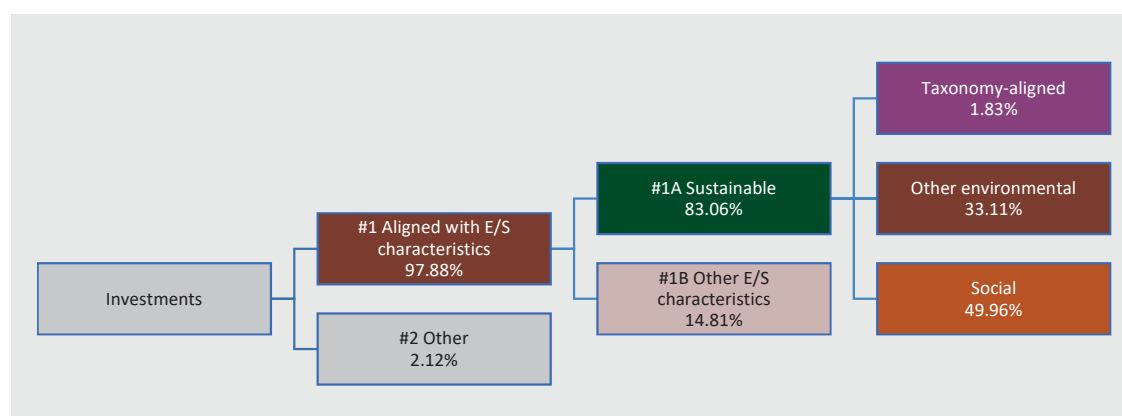 Investments
#1 Aligned with E/S
characteristics
97.88%
#2 Other
2.12%
#1A Sustainable
83.06%
#1B Other E/S
characteristics
14.81%
Taxonomy-aligned
1.83%
Other environmental
33.11%
Social
49.96%